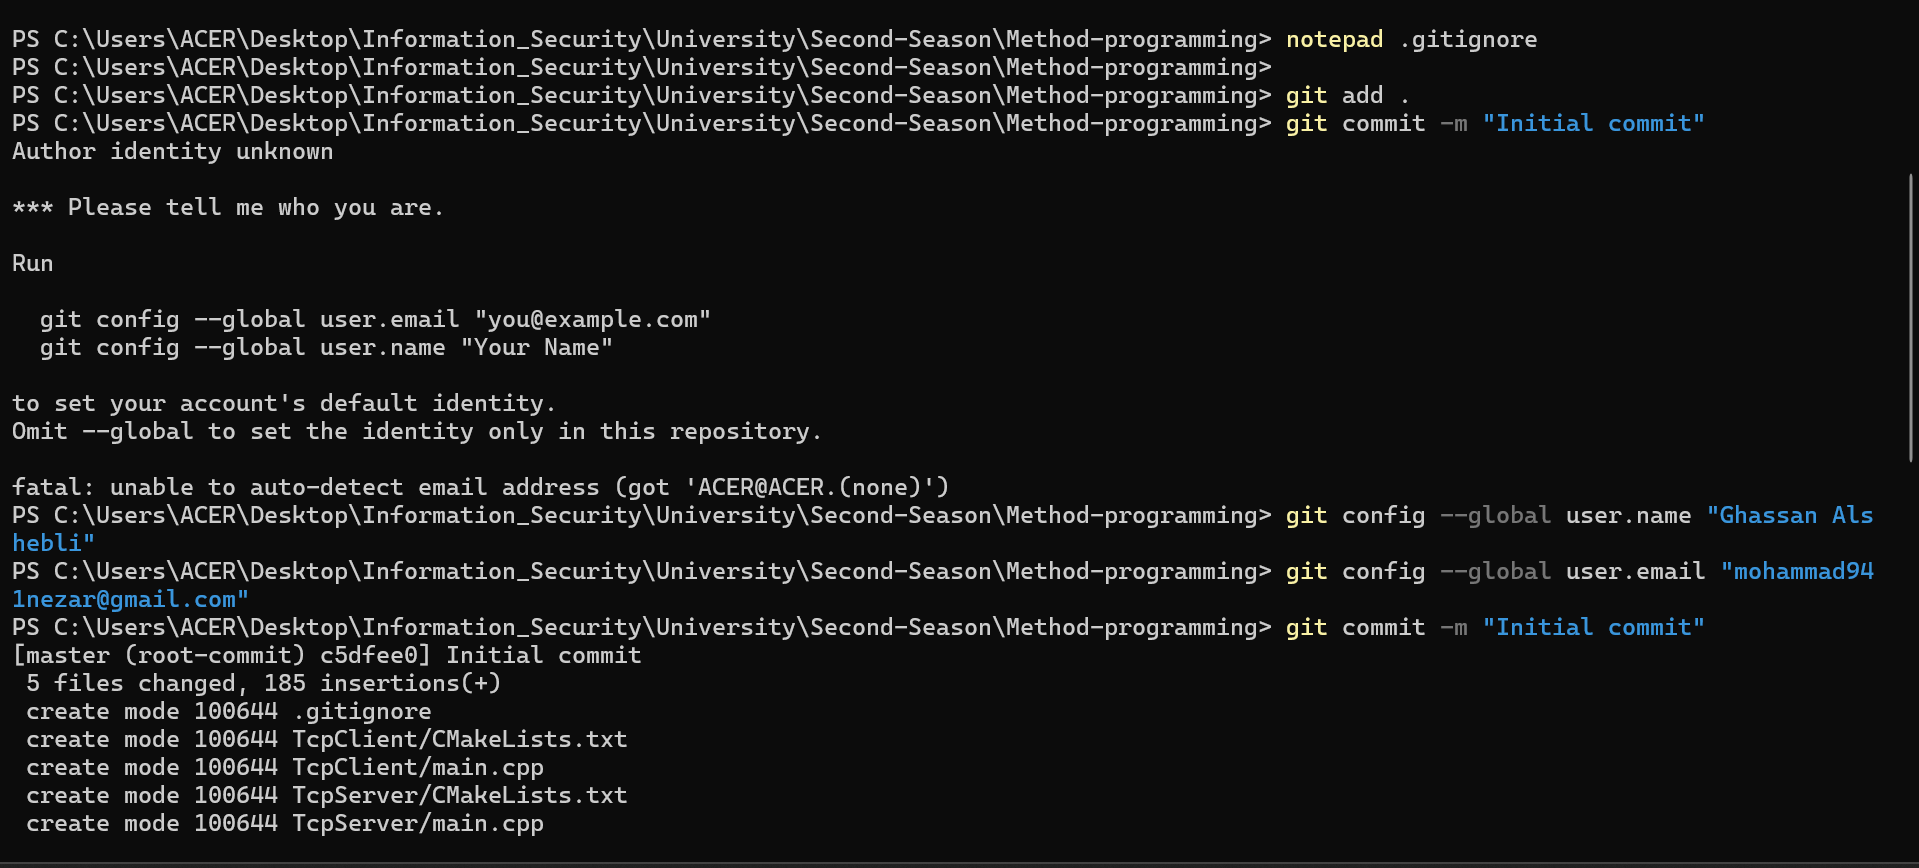 PS C:\Users\ACER\Desktop\Information_Security\University\Second-Season\Method-programming> notepad .gitignore
PS C:\Users\ACER\Desktop\Information_Security\University\Second-Season\Method-programming>
PS C:\Users\ACER\Desktop\Information_Security\University\Second-Season\Method-programming> git add .
PS C:\Users\ACER\Desktop\Information_Security\University\Second-Season\Method-programming> git commit -m "Initial commit"
Author identity unknown

*** Please tell me who you are.

Run

  git config --global user.email "you@example.com"
  git config --global user.name "Your Name"

to set your account's default identity.
Omit --global to set the identity only in this repository.

fatal: unable to auto-detect email address (got 'ACER@ACER.(none)')
PS C:\Users\ACER\Desktop\Information_Security\University\Second-Season\Method-programming> git config --global user.name "Ghassan Als
hebli"
PS C:\Users\ACER\Desktop\Information_Security\University\Second-Season\Method-programming> git config --global user.email "mohammad94
1nezar@gmail.com"
PS C:\Users\ACER\Desktop\Information_Security\University\Second-Season\Method-programming> git commit -m "Initial commit"
[master (root-commit) c5dfee0] Initial commit
 5 files changed, 185 insertions(+)
 create mode 100644 .gitignore
 create mode 100644 TcpClient/CMakeLists.txt
 create mode 100644 TcpClient/main.cpp
 create mode 100644 TcpServer/CMakeLists.txt
 create mode 100644 TcpServer/main.cpp